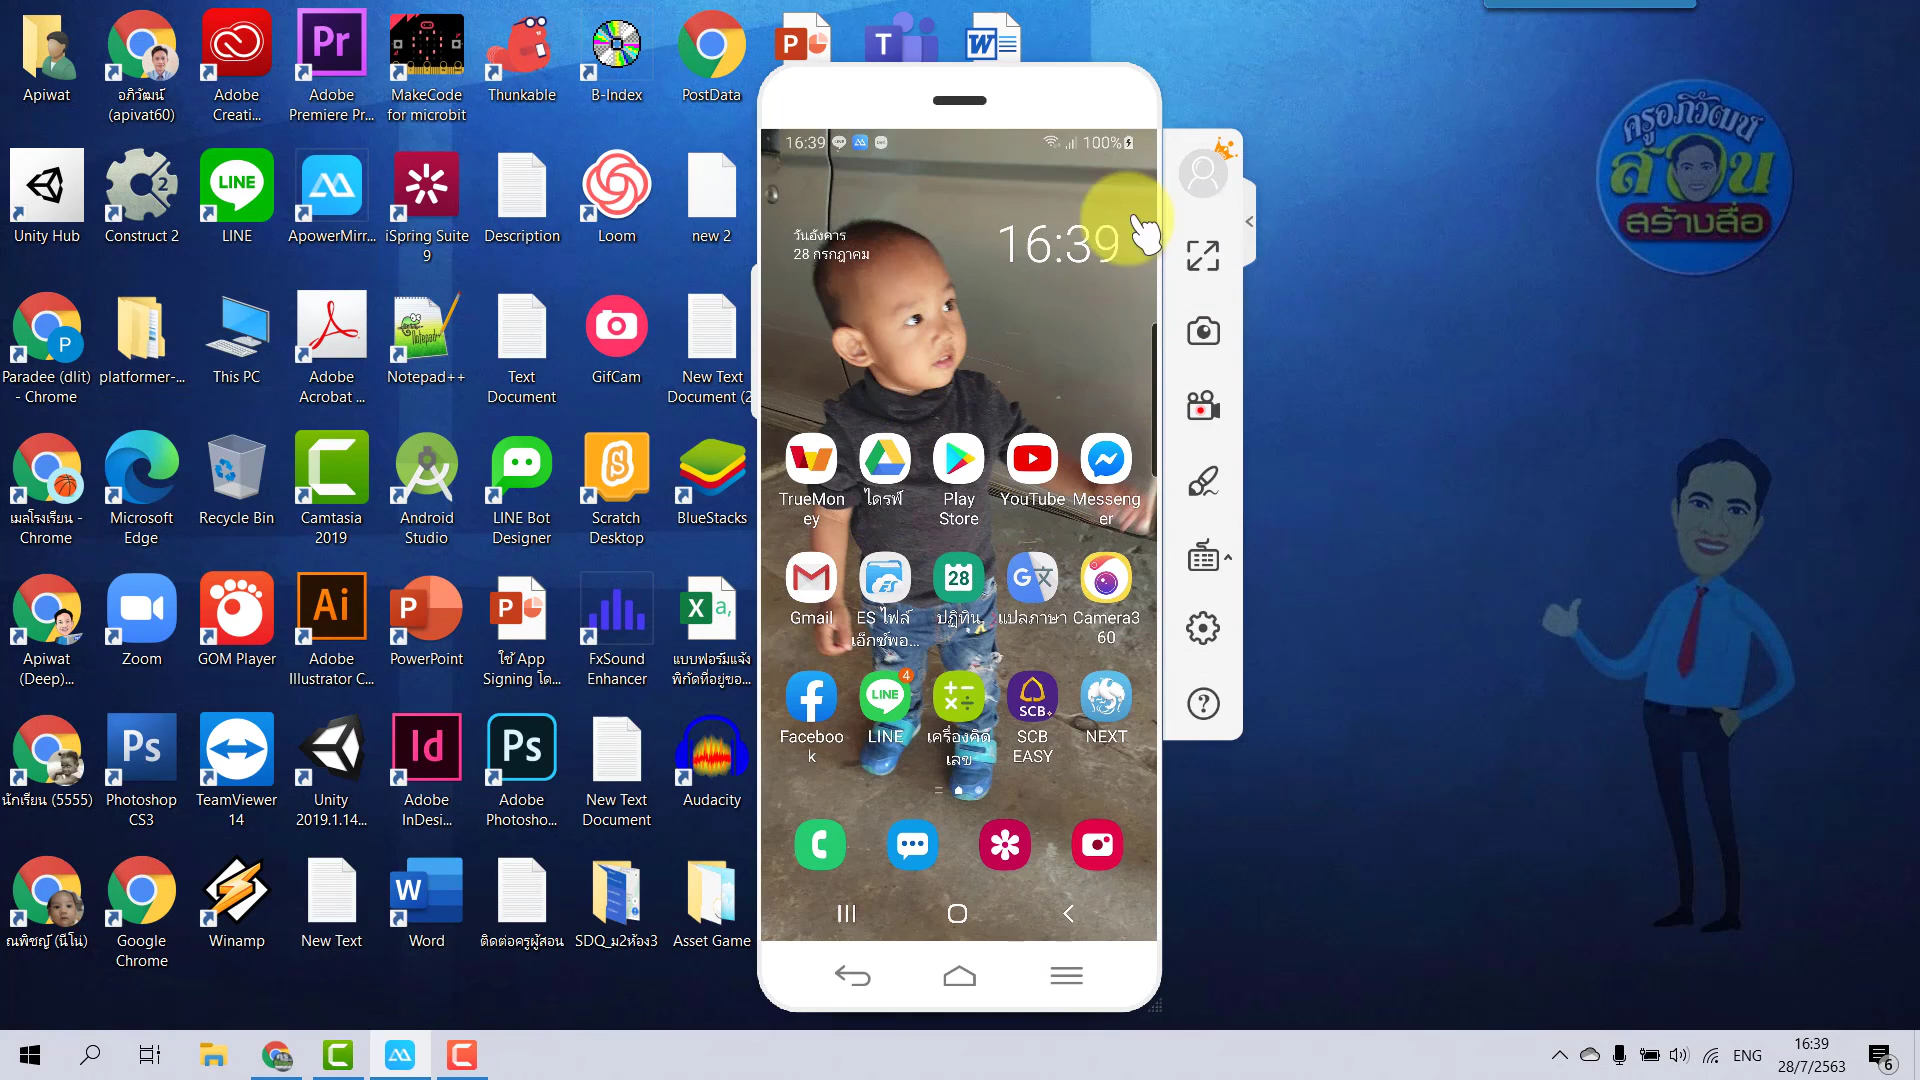 Apiwat
อภิวัฒน์
(apivat60)
Adobe
Creati...
Adobe
Premiere Pr...
MakeCode
for microbit
Thunkable
B-Index
PostData
Unity Hub
Construct 2
LINE
LINE
ApowerMirr...
iSpring Suite
9
Description
Loom
new 2
Paradee (dlit)
- Chrome
platformer-...
This PC
Adobe
Acrobat ...
Notepad++
Text
Document
GifCam
New Text
Document (2
เมลโรงเรียน -
Chrome
Microsoft
Edge
Recycle Bin
Camtasia
2019
Android
Studio
LINE Bot
Designer
Scratch
Desktop
BlueStacks
Apiwat
(Deep)...
Zoom
GOM Player
Adobe
Illustrator C...
PowerPoint
ใช้ App
Signing โด...
FxSound
Enhancer
แบบฟอร์มแจ้ง
พิกัดที่อยู่ขอ...
นักเรียน (5555)
Photoshop
CS3
TeamViewer
14
Unity
2019.1.14...
Adobe
InDesi...
Adobe
Photosho...
New Text
Document
Audacity
ณพิชญ์ (นีโน่)
Google
Chrome
Winamp
New Text
Word
ติดต่อครูผู้สอน
SDQ_ม2ห้อง3
Asset Game
16:39
100%
วันอังคาร
28 กรกฎาคม
16:39
TrueMon
ey
ไดรฟ์
Play
Store
YouTube
Messeng
er
28
Gmail
ES ไฟล์
เอ็กซ์พอ...
ปฏิทิน
แปลภาษา
Camera3
60
4
LINE
SCB
Faceboo
k
LINE
เครื่องคิด
เลข
SCB
EASY
NEXT
ครูอภิวัฒน์
สอน
สร้างสื่อ
ENG
16:39
28/7/2563
6